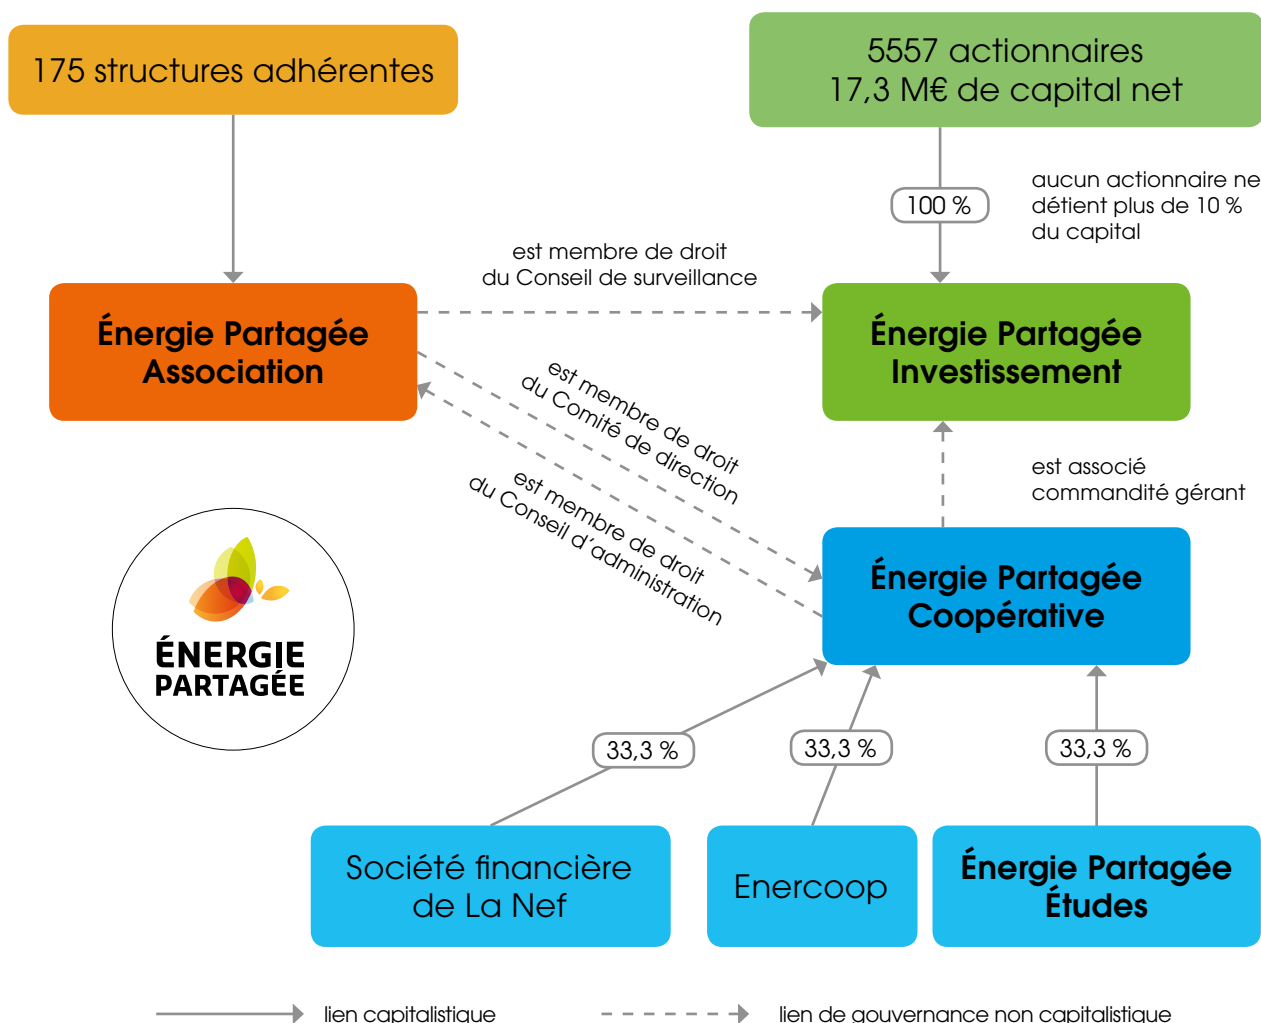 175 structures adhérentes
5557 actionnaires
17,3 M€ de capital net
100 %
aucun actionnaire ne
détient plus de 10 %
du capital
est membre de droit
du Conseil de surveillance
Énergie Partagée
Association
Énergie Partagée
Investissement
est membre de droit
du Comité de direction
est membre de droit
du Conseil d’administration
est associé
commandité gérant
ÉNERGIE
PARTAGÉE
Énergie Partagée
Coopérative
33,3 %
33,3 %
33,3 %
Société financière
de La Nef
Enercoop
Énergie Partagée
Études
lien capitalistique
lien de gouvernance non capitalistique